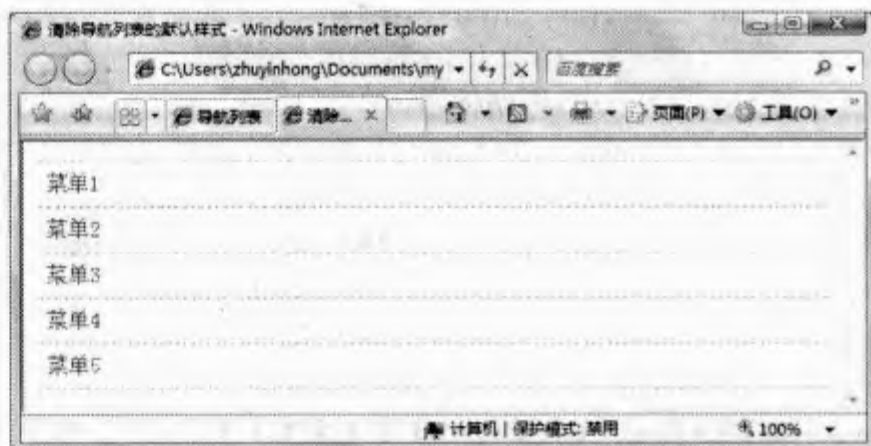 清除导航列表的默认样式 - Windows Internet Explorer
C:\Users\zhuyinhong\Documents\my
百度搜索
导航列表
清除...
页面(P)
工具(O)
菜单1
菜单2
菜单3
菜单4
菜单5
计算机 | 保护模式: 禁用
100%